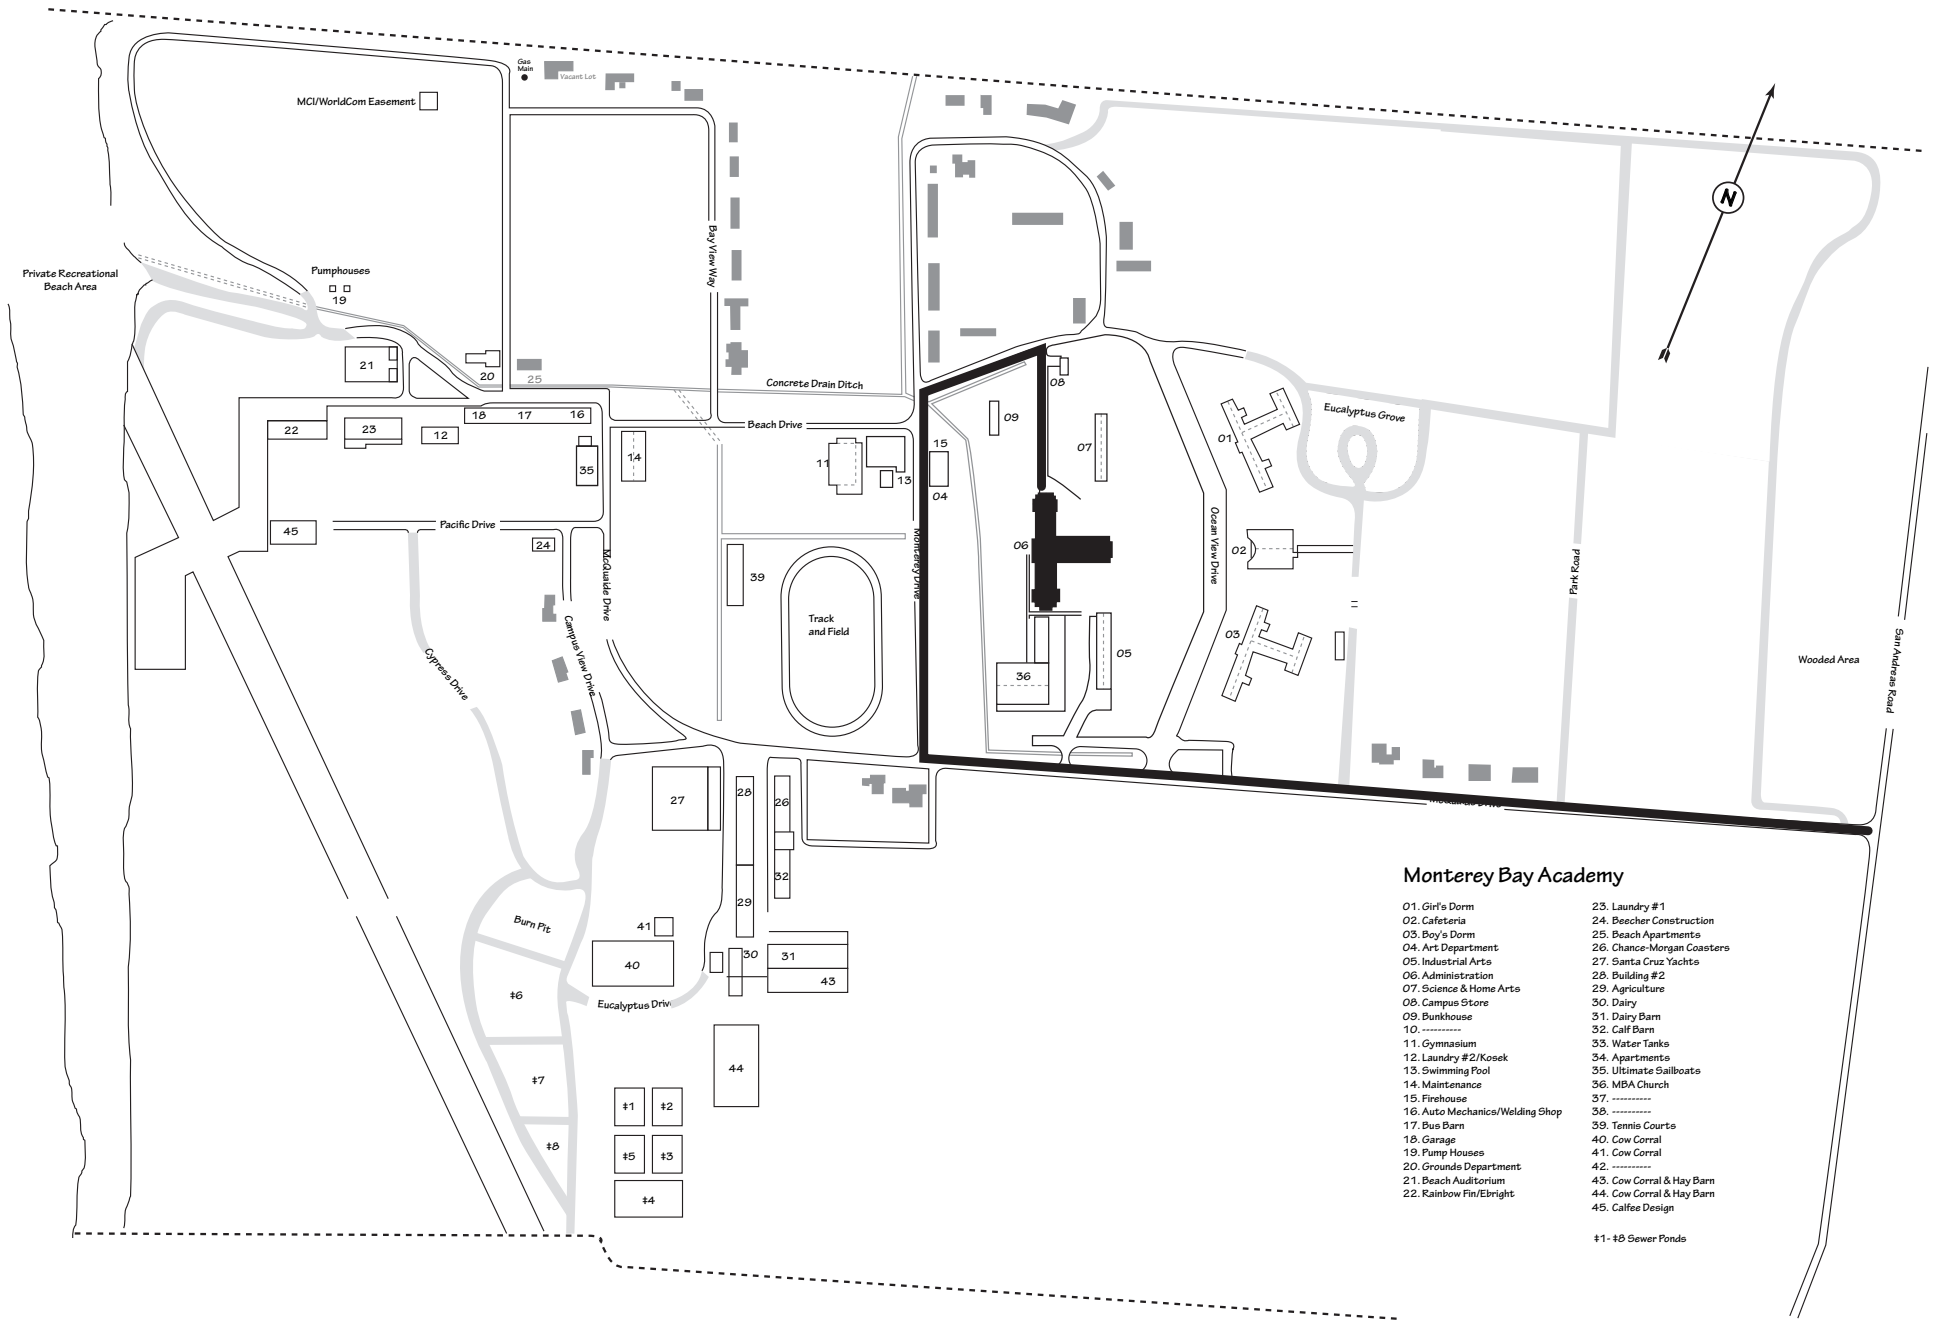 Gas
Main
Vacant Lot
MCI/WorldCom Easement
N
Private Recreational
Beach Area
Pumphouses
19
Bay View Way
21
20
25
Concrete Drain Ditch
08
09
Eucalyptus Grove
01
07
22
23
12
18
17
16
Beach Drive
15
35
14
11
13
04
45
Pacific Drive
24
McQuaide Drive
Monterey Drive
06
Ocean View Drive
02
Park Road
39
Track
and Field
Campus View Drive
Cypress Drive
05
03
36
Wooded Area
San Andreas Road
27
28
26
32
29
Burn Pit
41
40
30
31
43
‡6
‡7
44
‡1
‡2
‡8
‡5
‡3
‡4
Monterey Bay Academy
01. Girl's Dorm
02. Cafeteria
03. Boy's Dorm
04. Art Department
05. Industrial Arts
06. Administration
07. Science & Home Arts
08. Campus Store
09. Bunkhouse
10. ----------
11. Gymnasium
12. Laundry #2/Kosek
13. Swimming Pool
14. Maintenance
15. Firehouse
16. Auto Mechanics/Welding Shop
17. Bus Barn
18. Garage
19. Pump Houses
20. Grounds Department
21. Beach Auditorium
22. Rainbow Fin/Ebright
23. Laundry #1
24. Beecher Construction
25. Beach Apartments
26. Chance-Morgan Coasters
27. Santa Cruz Yachts
28. Building #2
29. Agriculture
30. Dairy
31. Dairy Barn
32. Calf Barn
33. Water Tanks
34. Apartments
35. Ultimate Sailboats
36. MBA Church
37. ----------
38. ----------
39. Tennis Courts
40. Cow Corral
41. Cow Corral
42. ----------
43. Cow Corral & Hay Barn
44. Cow Corral & Hay Barn
45. Calfee Design
‡1- ‡8 Sewer Ponds
Eucalyptus Driv